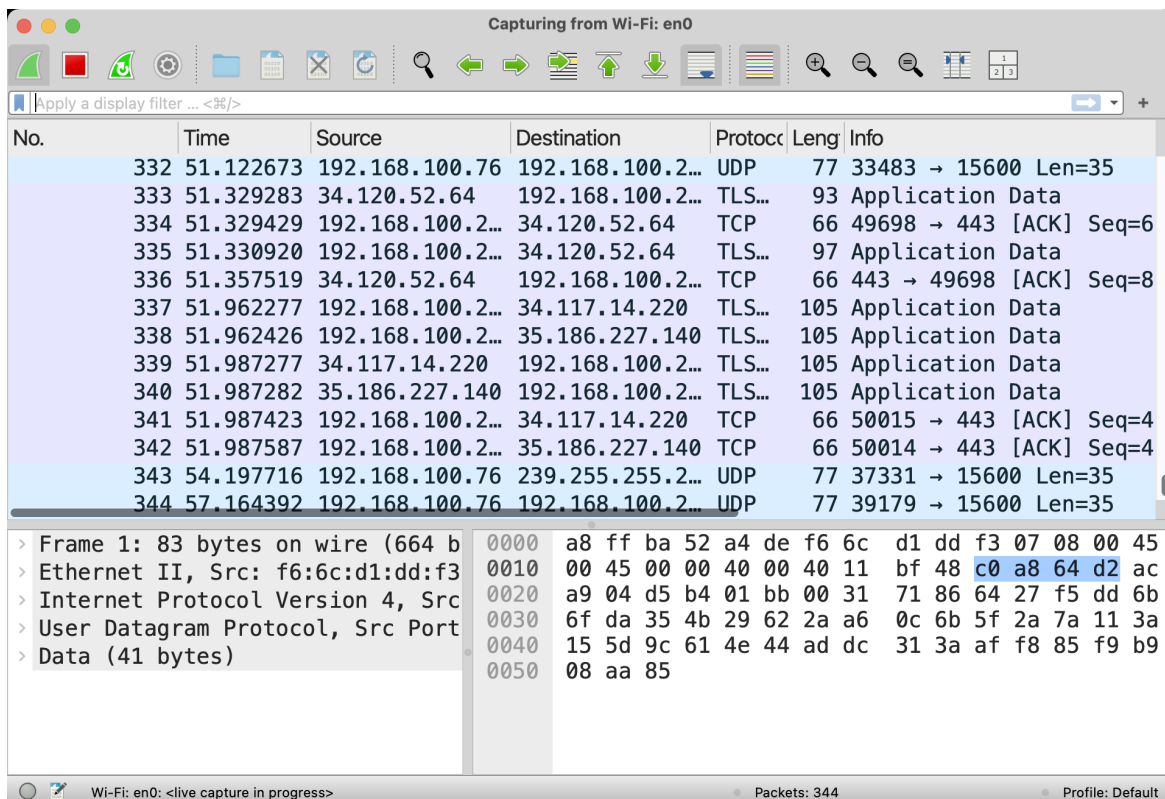 Capturing from Wi-Fi: en0
1
2 3
Apply a display filter ... <⌘/>
+
No. Time Source Destination Protoc Leng Info
332 51.122673 192.168.100.76 192.168.100.2… UDP 77 33483 → 15600 Len=35
333 51.329283 34.120.52.64 192.168.100.2… TLS… 93 Application Data
334 51.329429 192.168.100.2… 34.120.52.64 TCP 66 49698 → 443 [ACK] Seq=6
335 51.330920 192.168.100.2… 34.120.52.64 TLS… 97 Application Data
336 51.357519 34.120.52.64 192.168.100.2… TCP 66 443 → 49698 [ACK] Seq=8
337 51.962277 192.168.100.2… 34.117.14.220 TLS… 105 Application Data
338 51.962426 192.168.100.2… 35.186.227.140 TLS… 105 Application Data
339 51.987277 34.117.14.220 192.168.100.2… TLS… 105 Application Data
340 51.987282 35.186.227.140 192.168.100.2… TLS… 105 Application Data
341 51.987423 192.168.100.2… 34.117.14.220 TCP 66 50015 → 443 [ACK] Seq=4
342 51.987587 192.168.100.2… 35.186.227.140 TCP 66 50014 → 443 [ACK] Seq=4
343 54.197716 192.168.100.76 239.255.255.2… UDP 77 37331 → 15600 Len=35
344 57.164392 192.168.100.76 192.168.100.2… UDP 77 39179 → 15600 Len=35
Frame 1: 83 bytes on wire (664 b
Ethernet II, Src: f6:6c:d1:dd:f3
Internet Protocol Version 4, Src
User Datagram Protocol, Src Port
Data (41 bytes)
0000 a8 ff ba 52 a4 de f6 6c d1 dd f3 07 08 00 45
0010 00 45 00 00 40 00 40 11 bf 48 c0 a8 64 d2 ac
0020 a9 04 d5 b4 01 bb 00 31 71 86 64 27 f5 dd 6b
0030 6f da 35 4b 29 62 2a a6 0c 6b 5f 2a 7a 11 3a
0040 15 5d 9c 61 4e 44 ad dc 31 3a af f8 85 f9 b9
0050 08 aa 85
Wi-Fi: en0: <live capture in progress> Packets: 344 Profile: Default